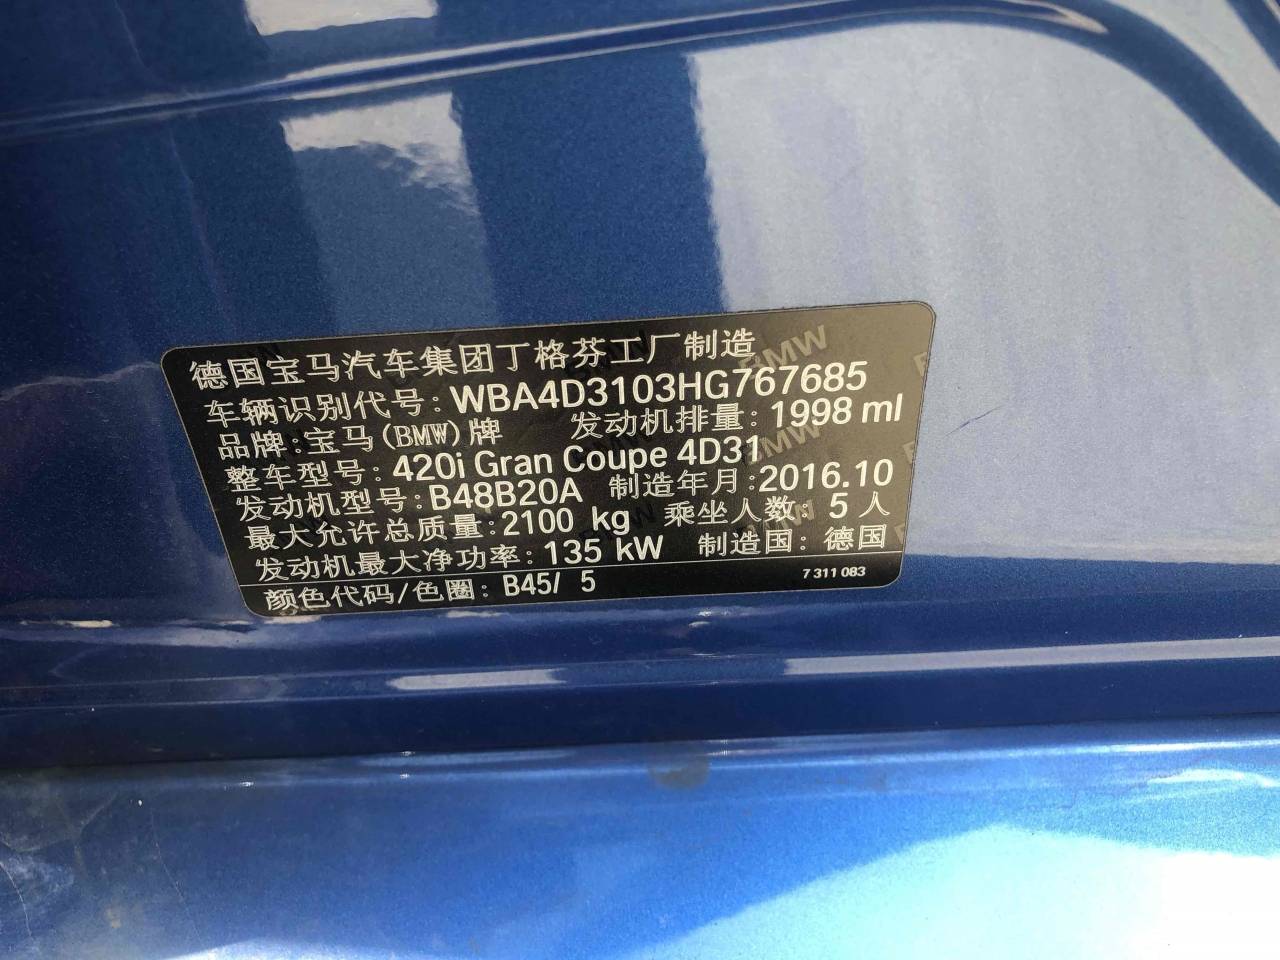 德国宝马汽车集团丁格芬工厂制造
车辆识别代号: WBA4D3103HG767685
品牌:宝马(BMW)牌 发动机排量: 1998 ml
整车型号: 420i Gran Coupe 4D31
发动机型号: B48B20A 制造年月:2016.10
最大允许总质量:2100 kg 乘坐人数: 5人
发动机最大净功率: 135 kW 制造国: 德国
颜色代码/色圈: B45/ 5 7 311 083